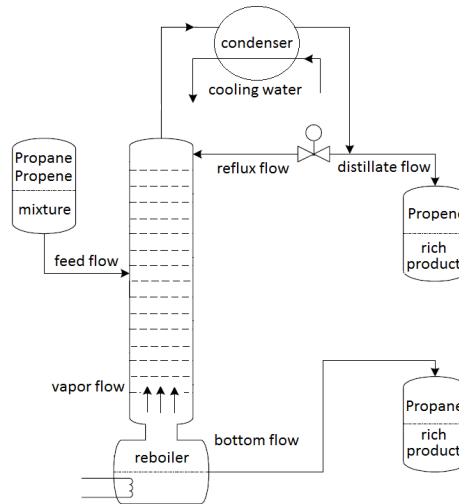 condenser
cooling water
Propane
Propene
mixture
reflux flow
distillate flow
Propene
rich
product
feed flow
vapor flow
bottom flow
reboiler
Propane
rich
product